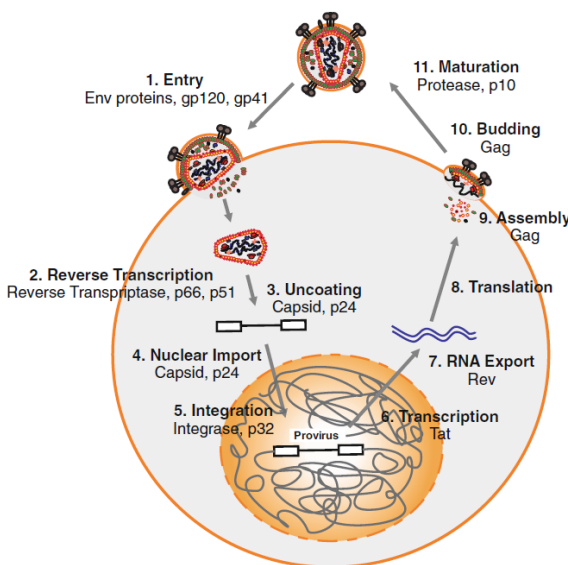 1. Entry
Env proteins, gp120, gp41
11. Maturation
Protease, p10
10. Budding
Gag
9. Assembly
Gag
2. Reverse Transcription
Reverse Transpriptase, p66, p51
3. Uncoating
Capsid, p24
8. Translation
4. Nuclear Import
Capsid, p24
7. RNA Export
Rev
5. Integration
Integrase, p32
6. Transcription
Tat
Provirus